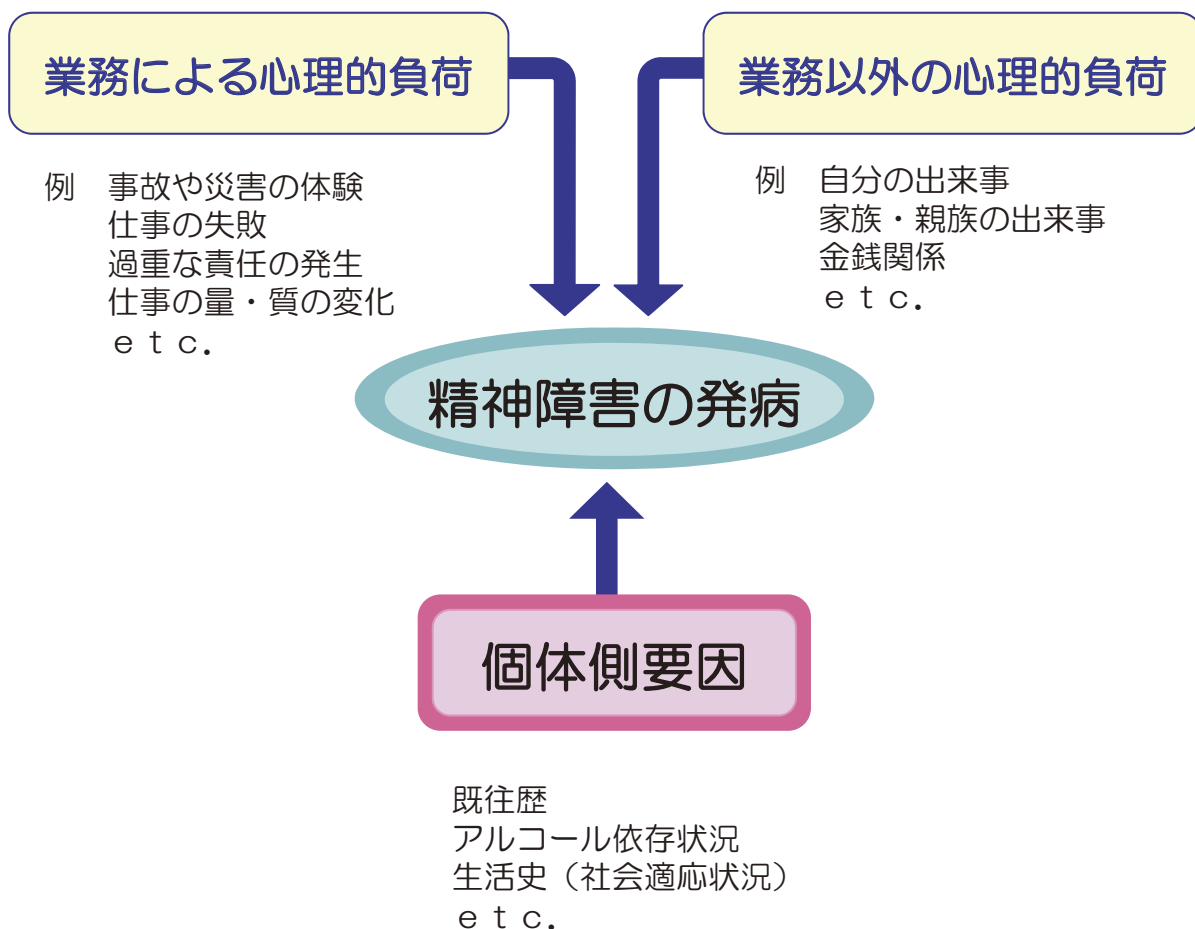 業務による心理的負荷
例　事故や災害の体験
仕事の失敗
過重な責任の発生
仕事の量・質の変化
ｅｔｃ．
業務以外の心理的負荷
例　自分の出来事
家族・親族の出来事
金銭関係
ｅｔｃ．
精神障害の発病
個体側要因
既往歴
アルコール依存状況
生活史（社会適応状況）
ｅｔｃ．